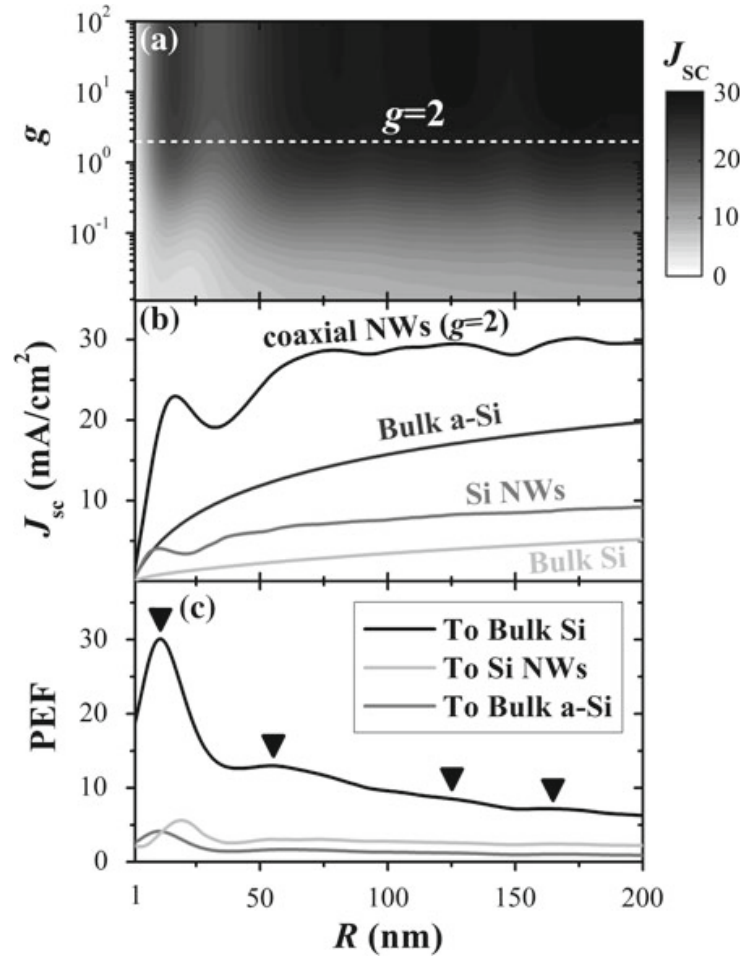 (a)
g
10²
10¹
10⁰
10⁻¹
g=2
J_SC
30
20
10
0
(b)
J_sc (mA/cm²)
30
20
10
coaxial NWs (g=2)
Bulk a-Si
Si NWs
Bulk Si
(c)
PEF
30
20
10
0
To Bulk Si
To Si NWs
To Bulk a-Si
1 50 100 150 200
R (nm)